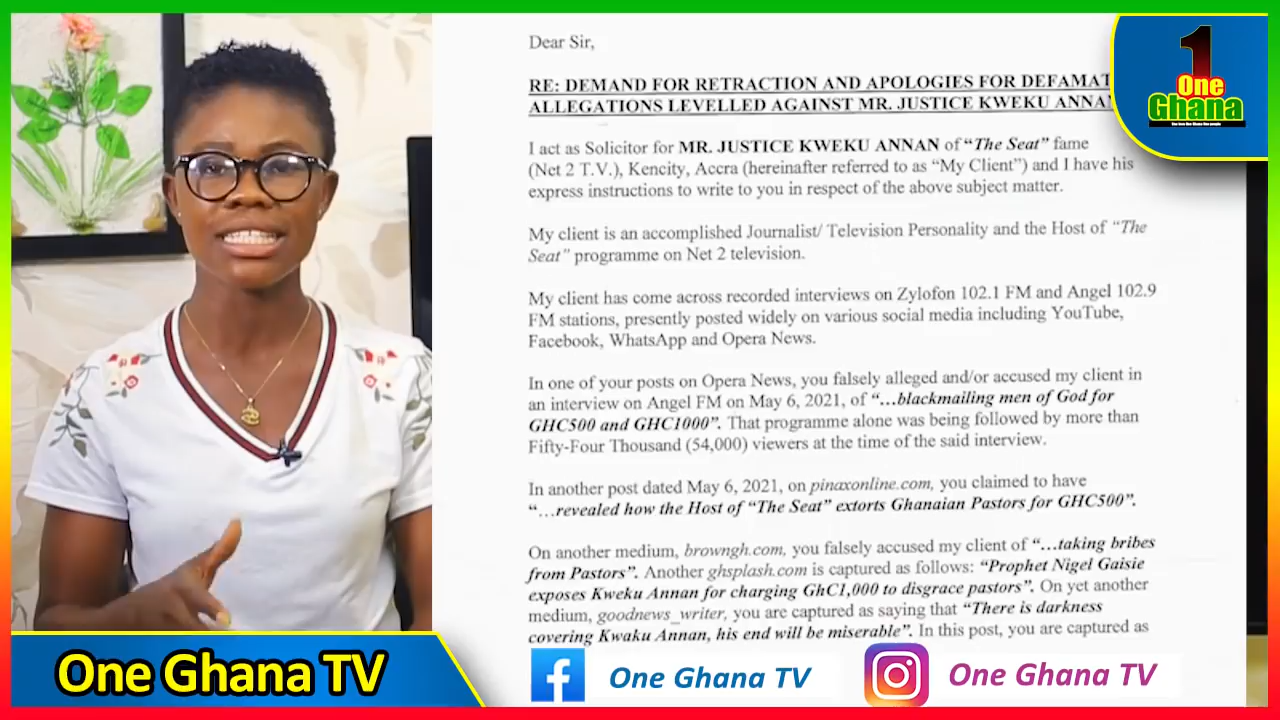 Dear Sir,
RE: DEMAND FOR RETRACTION AND APOLOGIES FOR DEFAMAT
ALLEGATIONS LEVELLED AGAINST MR. JUSTICE KWEKU ANNAN
I act as Solicitor for MR. JUSTICE KWEKU ANNAN of “The Seat” fame
(Net 2 T.V.), Kencity, Accra (hereinafter referred to as “My Client”) and I have his
express instructions to write to you in respect of the above subject matter.
My client is an accomplished Journalist/ Television Personality and the Host of “The
Seat” programme on Net 2 television.
My client has come across recorded interviews on Zylofon 102.1 FM and Angel 102.9
FM stations, presently posted widely on various social media including YouTube,
Facebook, WhatsApp and Opera News.
In one of your posts on Opera News, you falsely alleged and/or accused my client in
an interview on Angel FM on May 6, 2021, of “…blackmailing men of God for
GHC500 and GHC1000”. That programme alone was being followed by more than
Fifty-Four Thousand (54,000) viewers at the time of the said interview.
In another post dated May 6, 2021, on pinaxonline.com, you claimed to have
“…revealed how the Host of “The Seat” extorts Ghanaian Pastors for GHC500”.
On another medium, browngh.com, you falsely accused my client of “…taking bribes
from Pastors”. Another ghsplash.com is captured as follows: “Prophet Nigel Gaisie
exposes Kweku Annan for charging GhC1,000 to disgrace pastors”. On yet another
medium, goodnews_writer, you are captured as saying that “There is darkness
covering Kwaku Annan, his end will be miserable”. In this post, you are captured as
1
One
Ghana
One Ghana TV
One Ghana TV
One Ghana TV